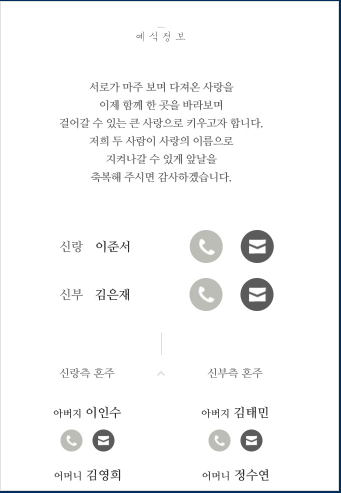 예식정보
서로가 마주 보며 다져온 사랑을
이제 함께 한 곳을 바라보며
걸어갈 수 있는 큰 사랑으로 키우고자 합니다.
저희 두 사람이 사랑의 이름으로
지켜나갈 수 있게 앞날을
축복해 주시면 감사하겠습니다.
신랑 이준서
신부 김은재
신랑측 혼주 신부측 혼주
아버지 이인수 아버지 김태민
어머니 김영희 어머니 정수연